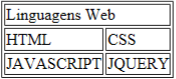 Linguagens Web
HTML CSS
JAVASCRIPT JQUERY